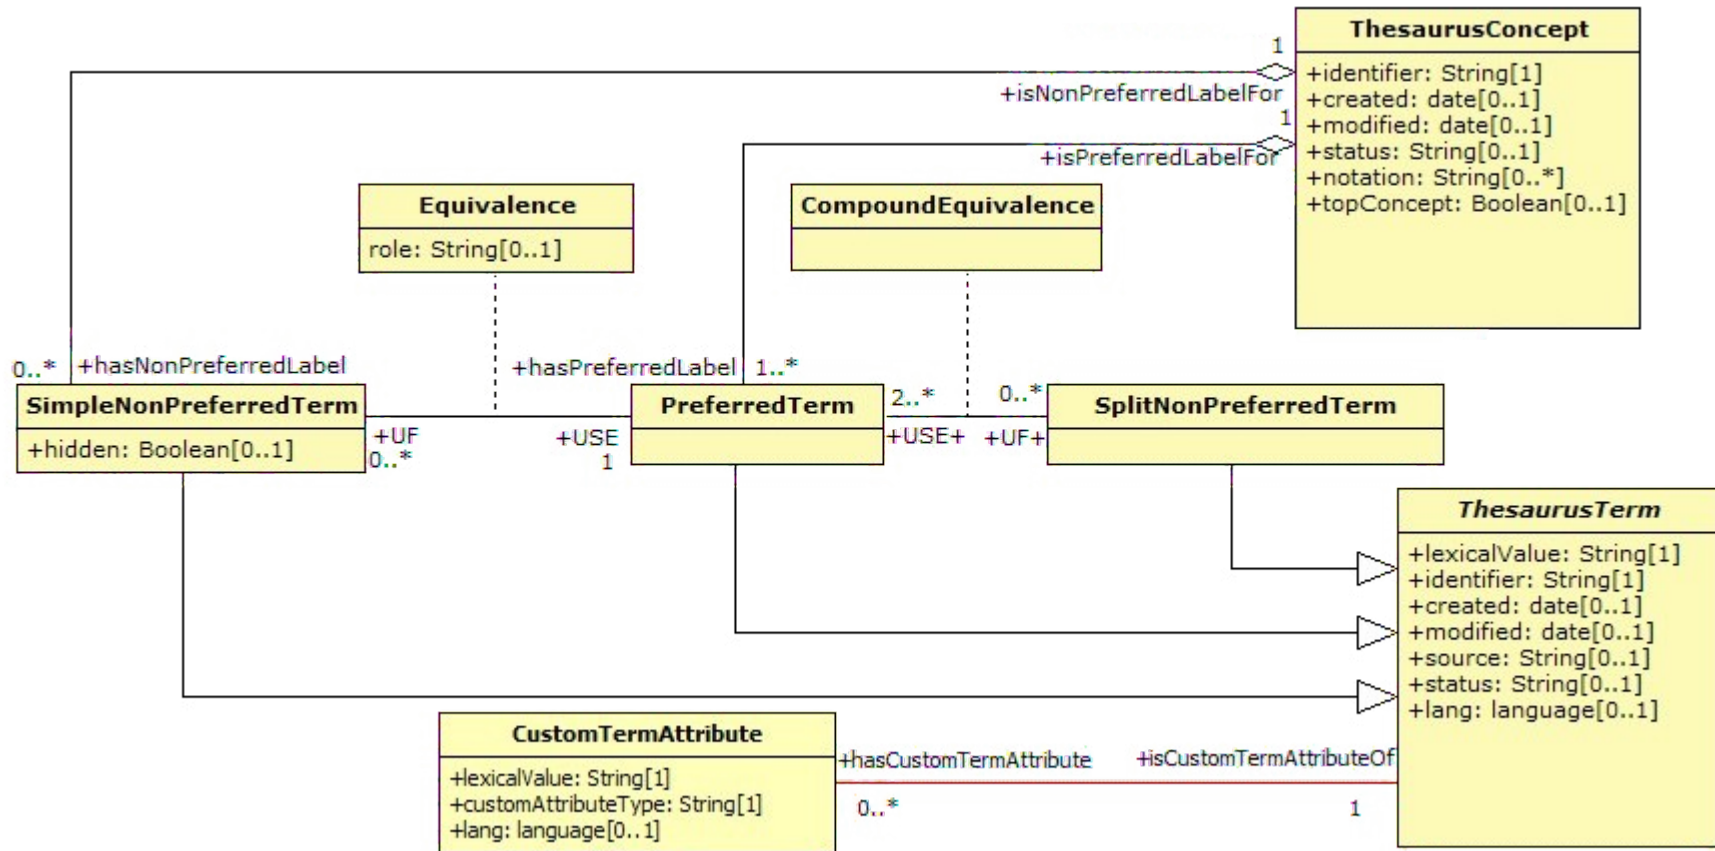 ThesaurusConcept
+identifier: String[1]
+created: date[0..1]
+modified: date[0..1]
+status: String[0..1]
+notation: String[0..*]
+topConcept: Boolean[0..1]
1
+isNonPreferredLabelFor
1
+isPreferredLabelFor
Equivalence
role: String[0..1]
CompoundEquivalence
0..*
+hasNonPreferredLabel
+hasPreferredLabel
1..*
SimpleNonPreferredTerm
+hidden: Boolean[0..1]
+UF
0..*
+USE
1
PreferredTerm
2..*
+USE+
0..*
+UF+
SplitNonPreferredTerm
ThesaurusTerm
+lexicalValue: String[1]
+identifier: String[1]
+created: date[0..1]
+modified: date[0..1]
+source: String[0..1]
+status: String[0..1]
+lang: language[0..1]
CustomTermAttribute
+lexicalValue: String[1]
+customAttributeType: String[1]
+lang: language[0..1]
+hasCustomTermAttribute
0..*
+isCustomTermAttributeOf
1